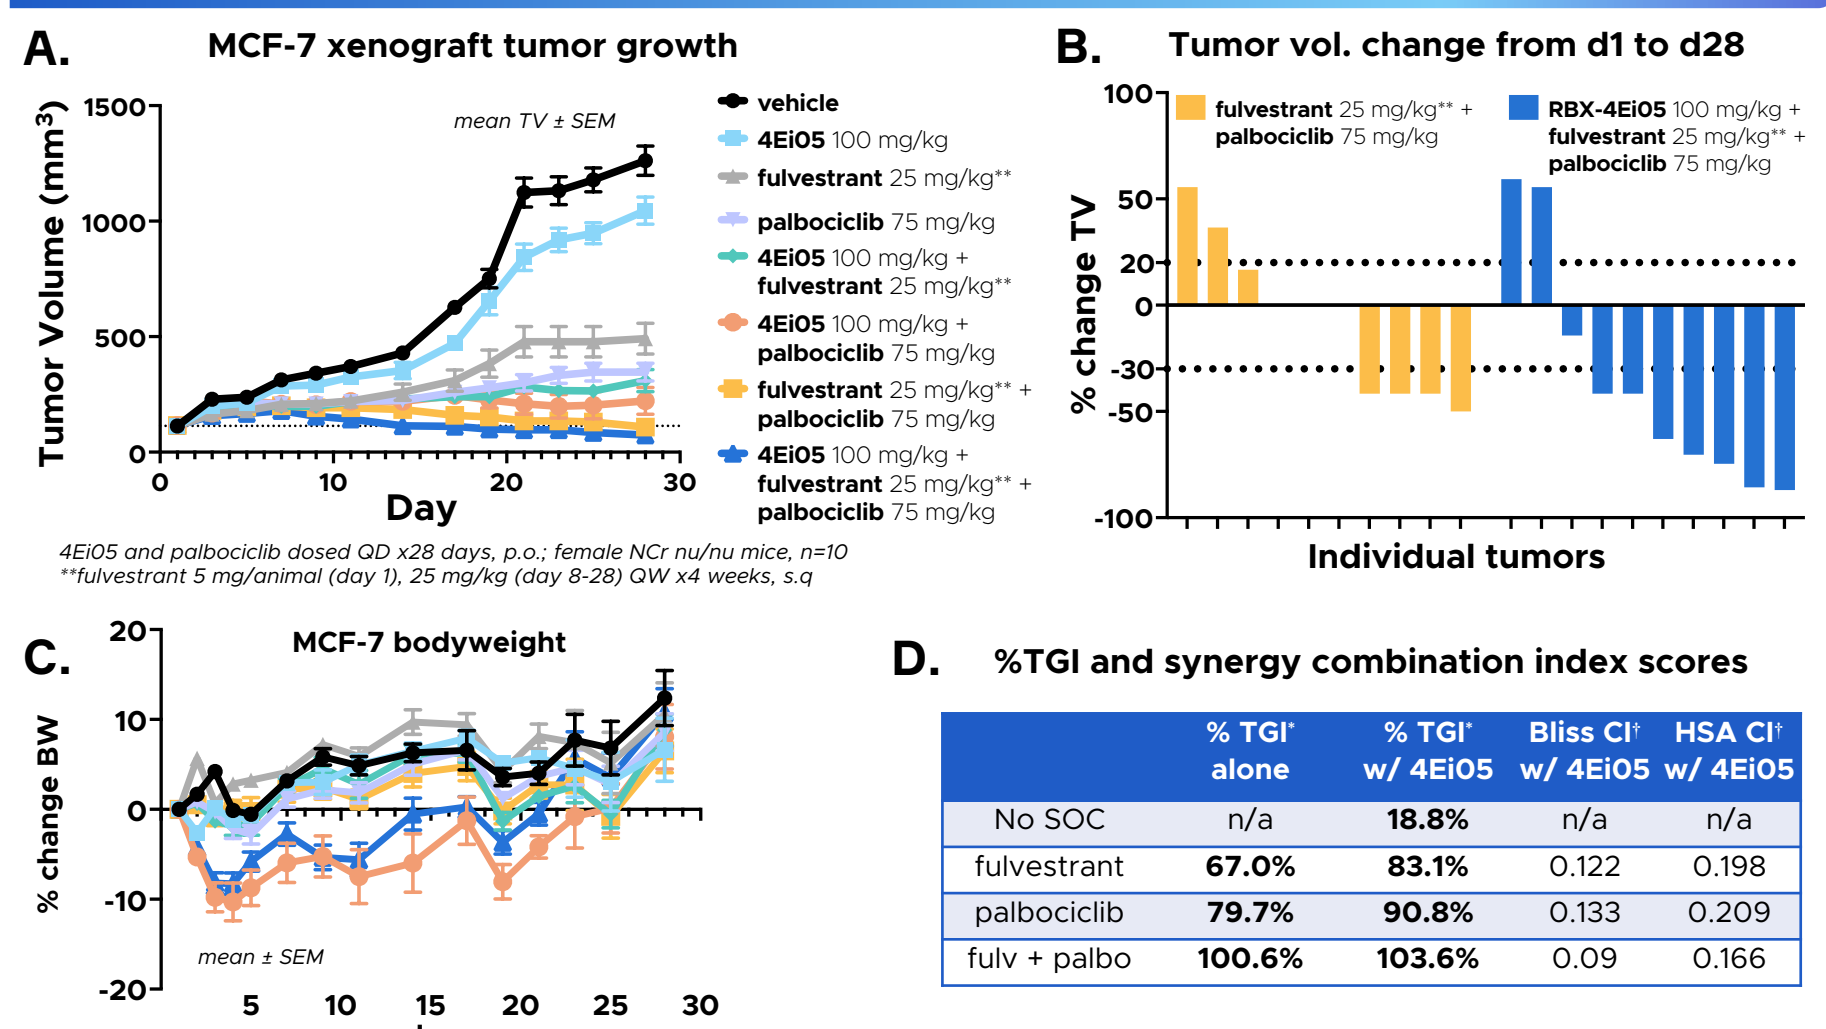 A.
MCF-7 xenograft tumor growth
Tumor Volume (mm³)
1500
1000
500
0
0
10
20
30
Day
mean TV ± SEM
vehicle
4Ei05 100 mg/kg
fulvestrant 25 mg/kg**
palbociclib 75 mg/kg
4Ei05 100 mg/kg +
fulvestrant 25 mg/kg**
4Ei05 100 mg/kg +
palbociclib 75 mg/kg
fulvestrant 25 mg/kg** +
palbociclib 75 mg/kg
4Ei05 100 mg/kg +
fulvestrant 25 mg/kg** +
palbociclib 75 mg/kg
4Ei05 and palbociclib dosed QD x28 days, p.o.; female NCr nu/nu mice, n=10
**fulvestrant 5 mg/animal (day 1), 25 mg/kg (day 8-28) QW x4 weeks, s.q
B.
Tumor vol. change from d1 to d28
% change TV
100
50
20
0
-30
-50
-100
fulvestrant 25 mg/kg** +
palbociclib 75 mg/kg
RBX-4Ei05 100 mg/kg +
fulvestrant 25 mg/kg** +
palbociclib 75 mg/kg
Individual tumors
C.
MCF-7 bodyweight
% change BW
20
10
0
-10
-20
mean ± SEM
5
10
15
20
25
30
D.
%TGI and synergy combination index scores
% TGI* alone
% TGI* w/ 4Ei05
Bliss CI† w/ 4Ei05
HSA CI† w/ 4Ei05
No SOC n/a 18.8% n/a n/a
fulvestrant 67.0% 83.1% 0.122 0.198
palbociclib 79.7% 90.8% 0.133 0.209
fulv + palbo 100.6% 103.6% 0.09 0.166